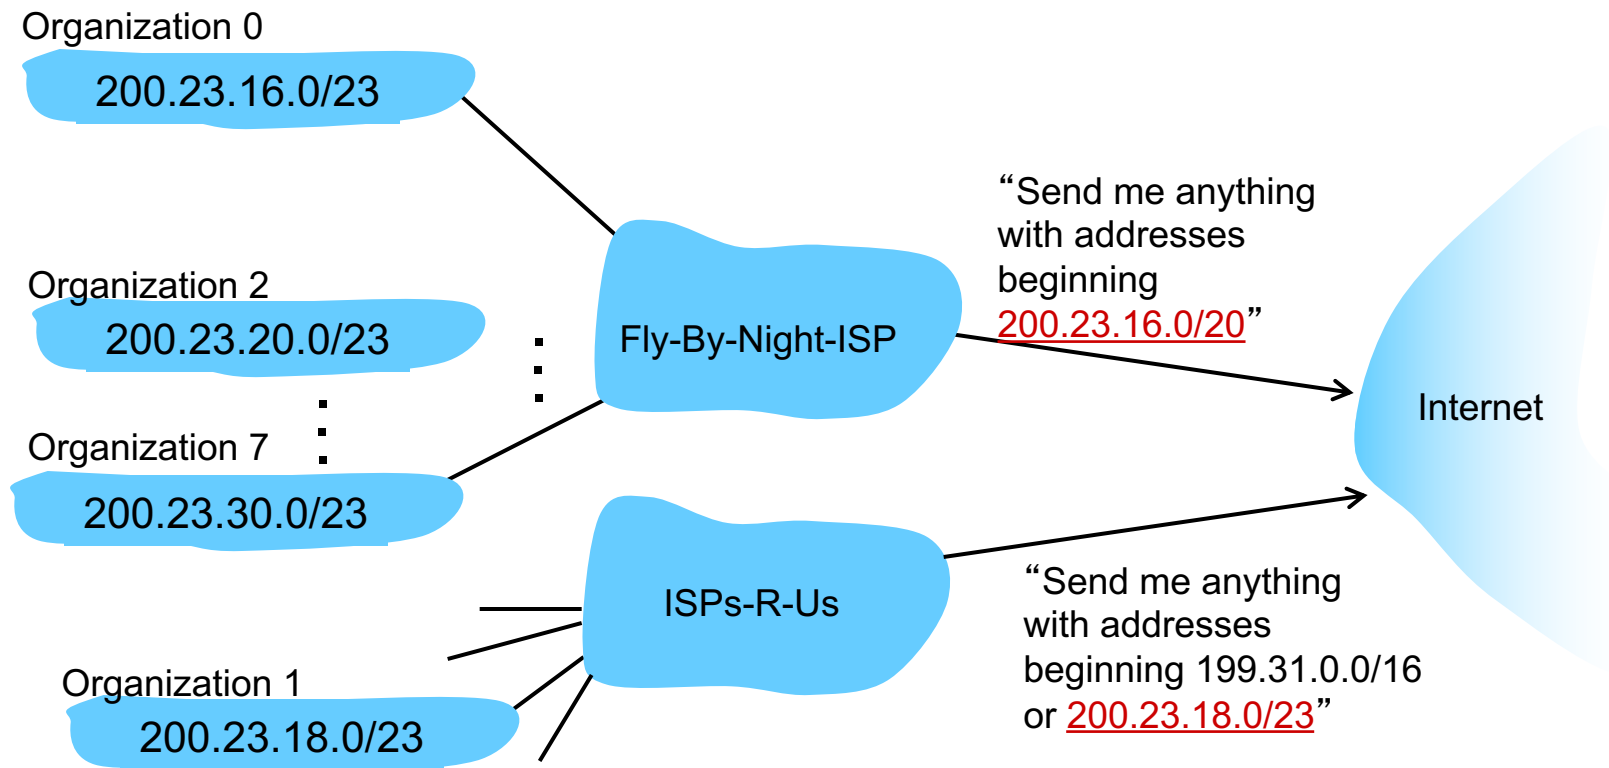 Organization 0
200.23.16.0/23
Organization 2
200.23.20.0/23
Organization 7
200.23.30.0/23
Organization 1
200.23.18.0/23
Fly-By-Night-ISP
ISPs-R-Us
“Send me anything
with addresses
beginning
200.23.16.0/20”
“Send me anything
with addresses
beginning 199.31.0.0/16
or 200.23.18.0/23”
Internet